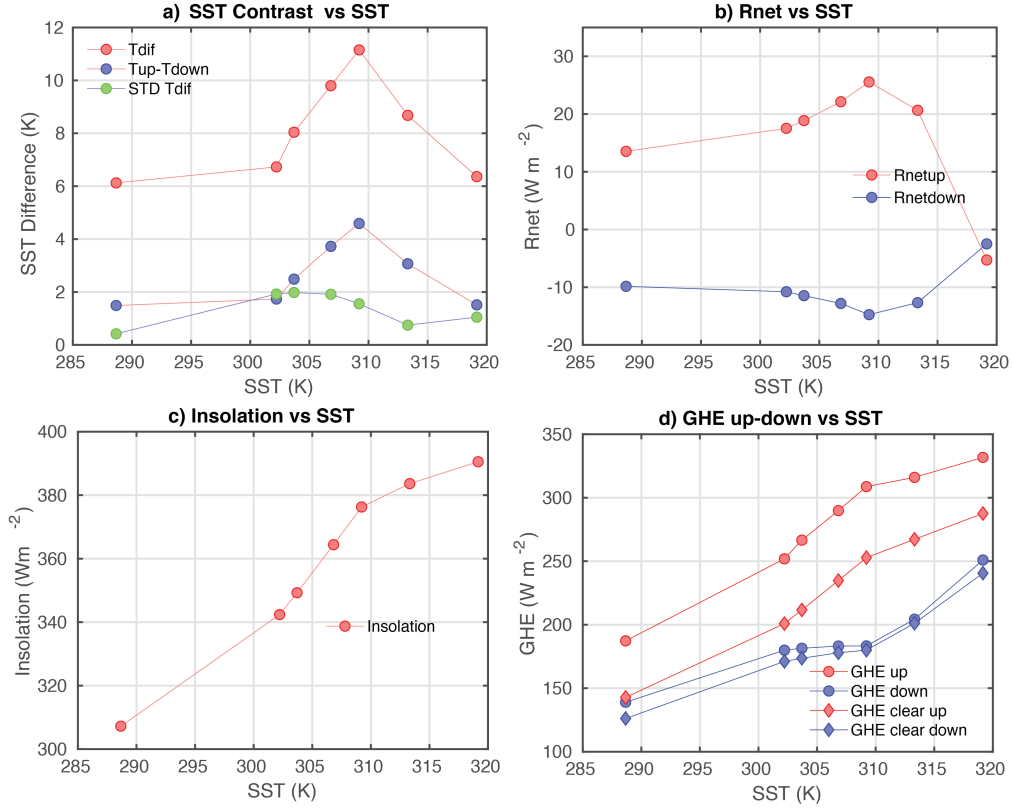 a) SST Contrast vs SST
12
10
8
6
4
2
0
SST Difference (K)
Tdif
Tup-Tdown
STD Tdif
285 290 295 300 305 310 315 320
SST (K)
b) Rnet vs SST
30
20
10
0
-10
-20
Rnet (W m -2)
Rnetup
Rnetdown
285 290 295 300 305 310 315 320
SST (K)
c) Insolation vs SST
400
380
360
340
320
300
Insolation (Wm -2)
Insolation
285 290 295 300 305 310 315 320
SST (K)
d) GHE up-down vs SST
350
300
250
200
150
100
GHE (W m -2)
GHE up
GHE down
GHE clear up
GHE clear down
285 290 295 300 305 310 315 320
SST (K)